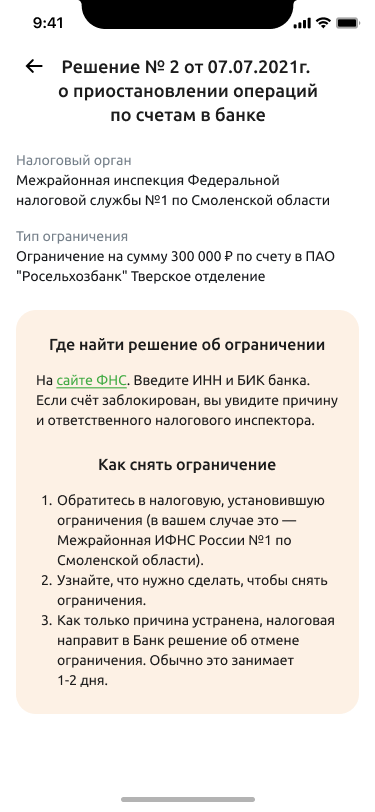 9:41
Решение № 2 от 07.07.2021г.
о приостановлении операций
по счетам в банке
Налоговый орган
Межрайонная инспекция Федеральной
налоговой службы №1 по Смоленской области
Тип ограничения
Ограничение на сумму 300 000 ₽ по счету в ПАО
"Росельхозбанк" Тверское отделение
Где найти решение об ограничении
На сайте ФНС. Введите ИНН и БИК банка.
Если счёт заблокирован, вы увидите причину
и ответственного налогового инспектора.
Как снять ограничение
1. Обратитесь в налоговую, установившую
ограничения (в вашем случае это —
Межрайонная ИФНС России №1 по
Смоленской области).
2. Узнайте, что нужно сделать, чтобы снять
ограничения.
3. Как только причина устранена, налоговая
направит в Банк решение об отмене
ограничения. Обычно это занимает
1-2 дня.